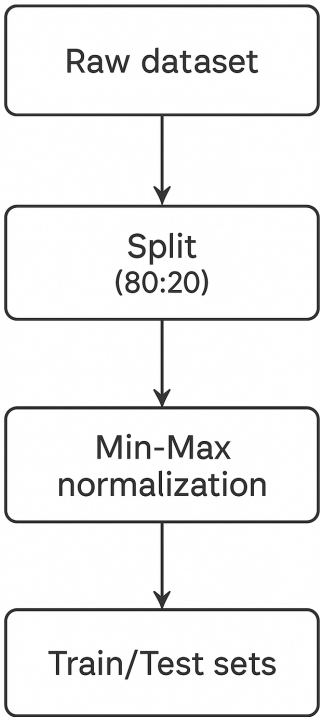 Raw dataset
Split
(80:20)
Min-Max
normalization
Train/Test sets